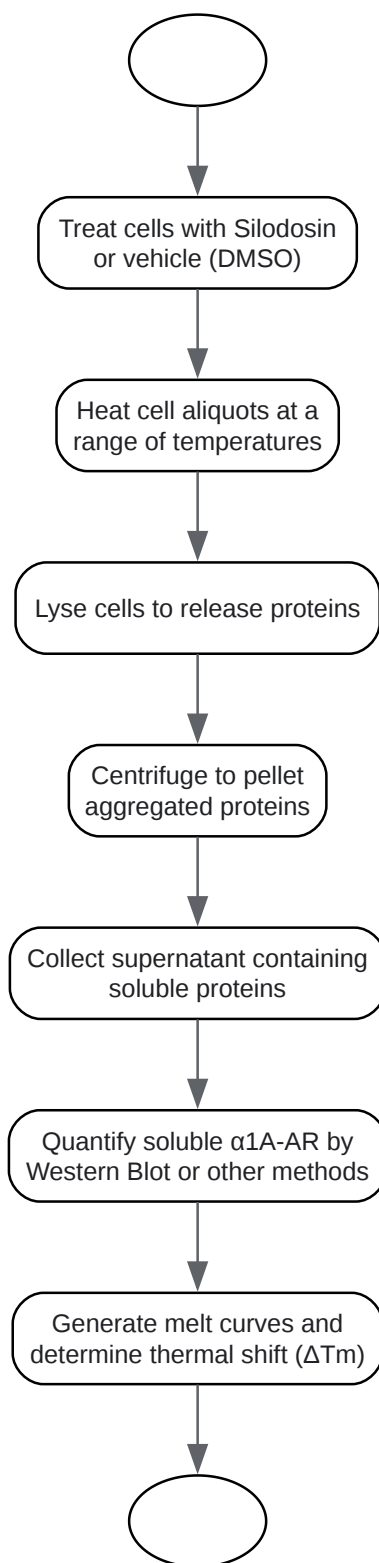 Treat cells with Silodosin
or vehicle (DMSO)
Heat cell aliquots at a
range of temperatures
Lyse cells to release proteins
Centrifuge to pellet
aggregated proteins
Collect supernatant containing
soluble proteins
Quantify soluble α1A-AR by
Western Blot or other methods
Generate melt curves and
determine thermal shift (ΔTm)